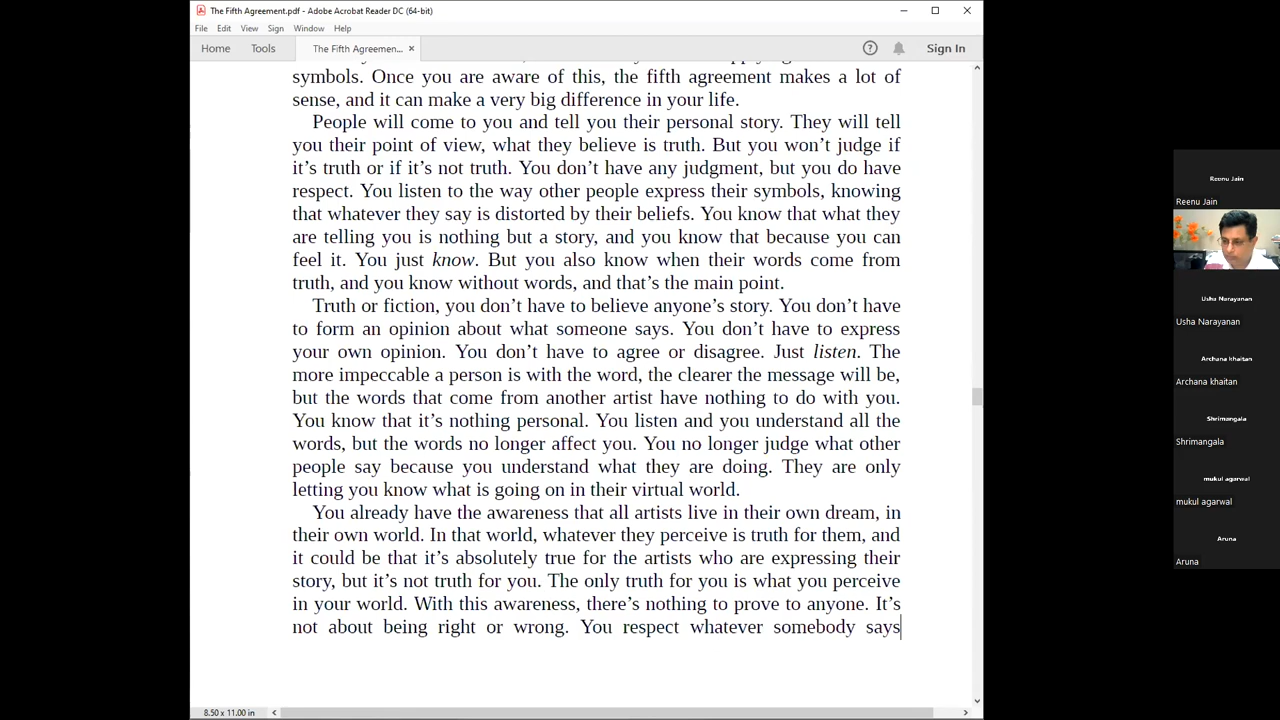 The Fifth Agreement.pdf - Adobe Acrobat Reader DC (64-bit)
File Edit View Sign Window Help
Home Tools The Fifth Agreemen... × Sign In
symbols. Once you are aware of this, the fifth agreement makes a lot of
sense, and it can make a very big difference in your life.
People will come to you and tell you their personal story. They will tell
you their point of view, what they believe is truth. But you won’t judge if
it’s truth or if it’s not truth. You don’t have any judgment, but you do have
respect. You listen to the way other people express their symbols, knowing
that whatever they say is distorted by their beliefs. You know that what they
are telling you is nothing but a story, and you know that because you can
feel it. You just know. But you also know when their words come from
truth, and you know without words, and that’s the main point.
Truth or fiction, you don’t have to believe anyone’s story. You don’t have
to form an opinion about what someone says. You don’t have to express
your own opinion. You don’t have to agree or disagree. Just listen. The
more impeccable a person is with the word, the clearer the message will be,
but the words that come from another artist have nothing to do with you.
You know that it’s nothing personal. You listen and you understand all the
words, but the words no longer affect you. You no longer judge what other
people say because you understand what they are doing. They are only
letting you know what is going on in their virtual world.
You already have the awareness that all artists live in their own dream, in
their own world. In that world, whatever they perceive is truth for them, and
it could be that it’s absolutely true for the artists who are expressing their
story, but it’s not truth for you. The only truth for you is what you perceive
in your world. With this awareness, there’s nothing to prove to anyone. It’s
not about being right or wrong. You respect whatever somebody says
8.50 x 11.00 in
Reenu Jain
Reenu Jain
Usha Narayanan
Usha Narayanan
Archana khaitan
Archana khaitan
Shrimangala
Shrimangala
mukul agarwal
mukul agarwal
Aruna
Aruna